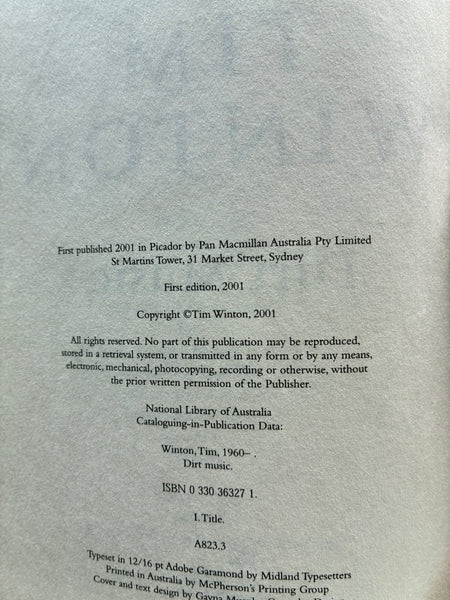 First published 2001 in Picador by Pan Macmillan Australia Pty Limited
St Martins Tower, 31 Market Street, Sydney
First edition, 2001
Copyright ©Tim Winton, 2001
All rights reserved. No part of this publication may be reproduced,
stored in a retrieval system, or transmitted in any form or by any means,
electronic, mechanical, photocopying, recording or otherwise, without
the prior written permission of the Publisher.
National Library of Australia
Cataloguing-in-Publication Data:
Winton, Tim, 1960– .
Dirt music.
ISBN 0 330 36327 1.
I. Title.
A823.3
Typeset in 12/16 pt Adobe Garamond by Midland Typesetters
Printed in Australia by McPherson's Printing Group
Cover and text design by Gayna